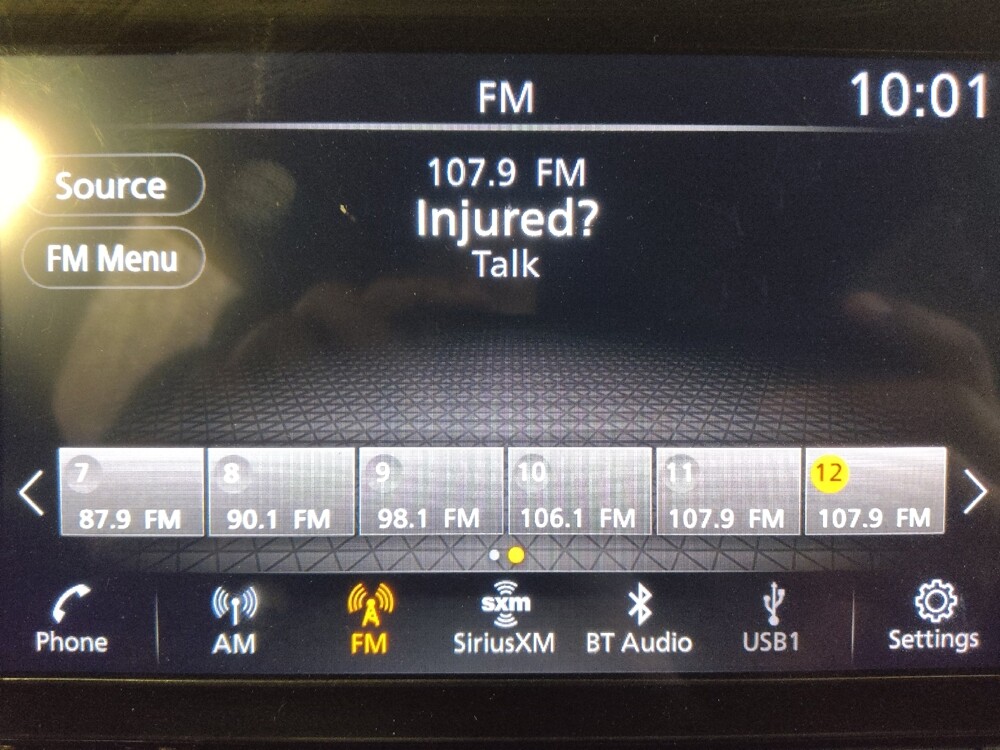 FM
10:01
Source
FM Menu
107.9 FM
Injured?
Talk
7
87.9 FM
8
90.1 FM
9
98.1 FM
10
106.1 FM
11
107.9 FM
12
107.9 FM
Phone
AM
FM
sxm
SiriusXM
BT Audio
USB1
Settings